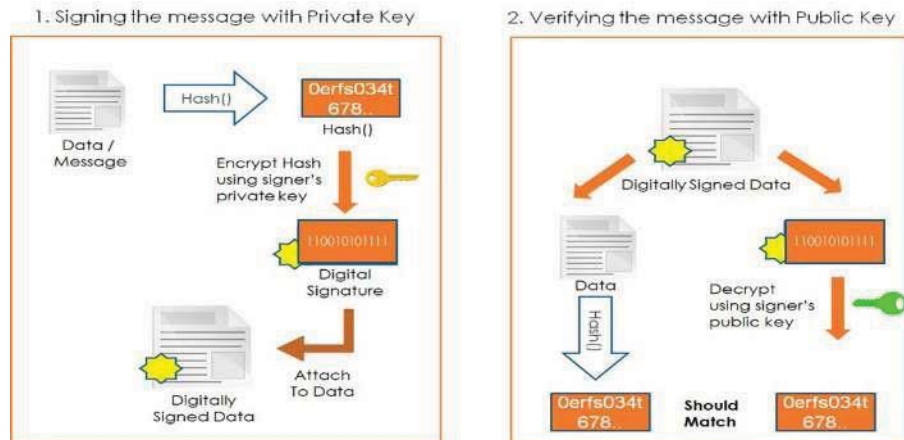 1. Signing the message with Private Key
Hash()
0erfs034t
678..
Hash()
Data /
Message
Encrypt Hash
using signer's
private key
110010101111
Digital
Signature
Attach
To Data
Digitally
Signed Data
2. Verifying the message with Public Key
Digitally Signed Data
Data
110010101111
Decrypt
using signer's
public key
Hash()
0erfs034t
678..
Should
Match
0erfs034t
678..